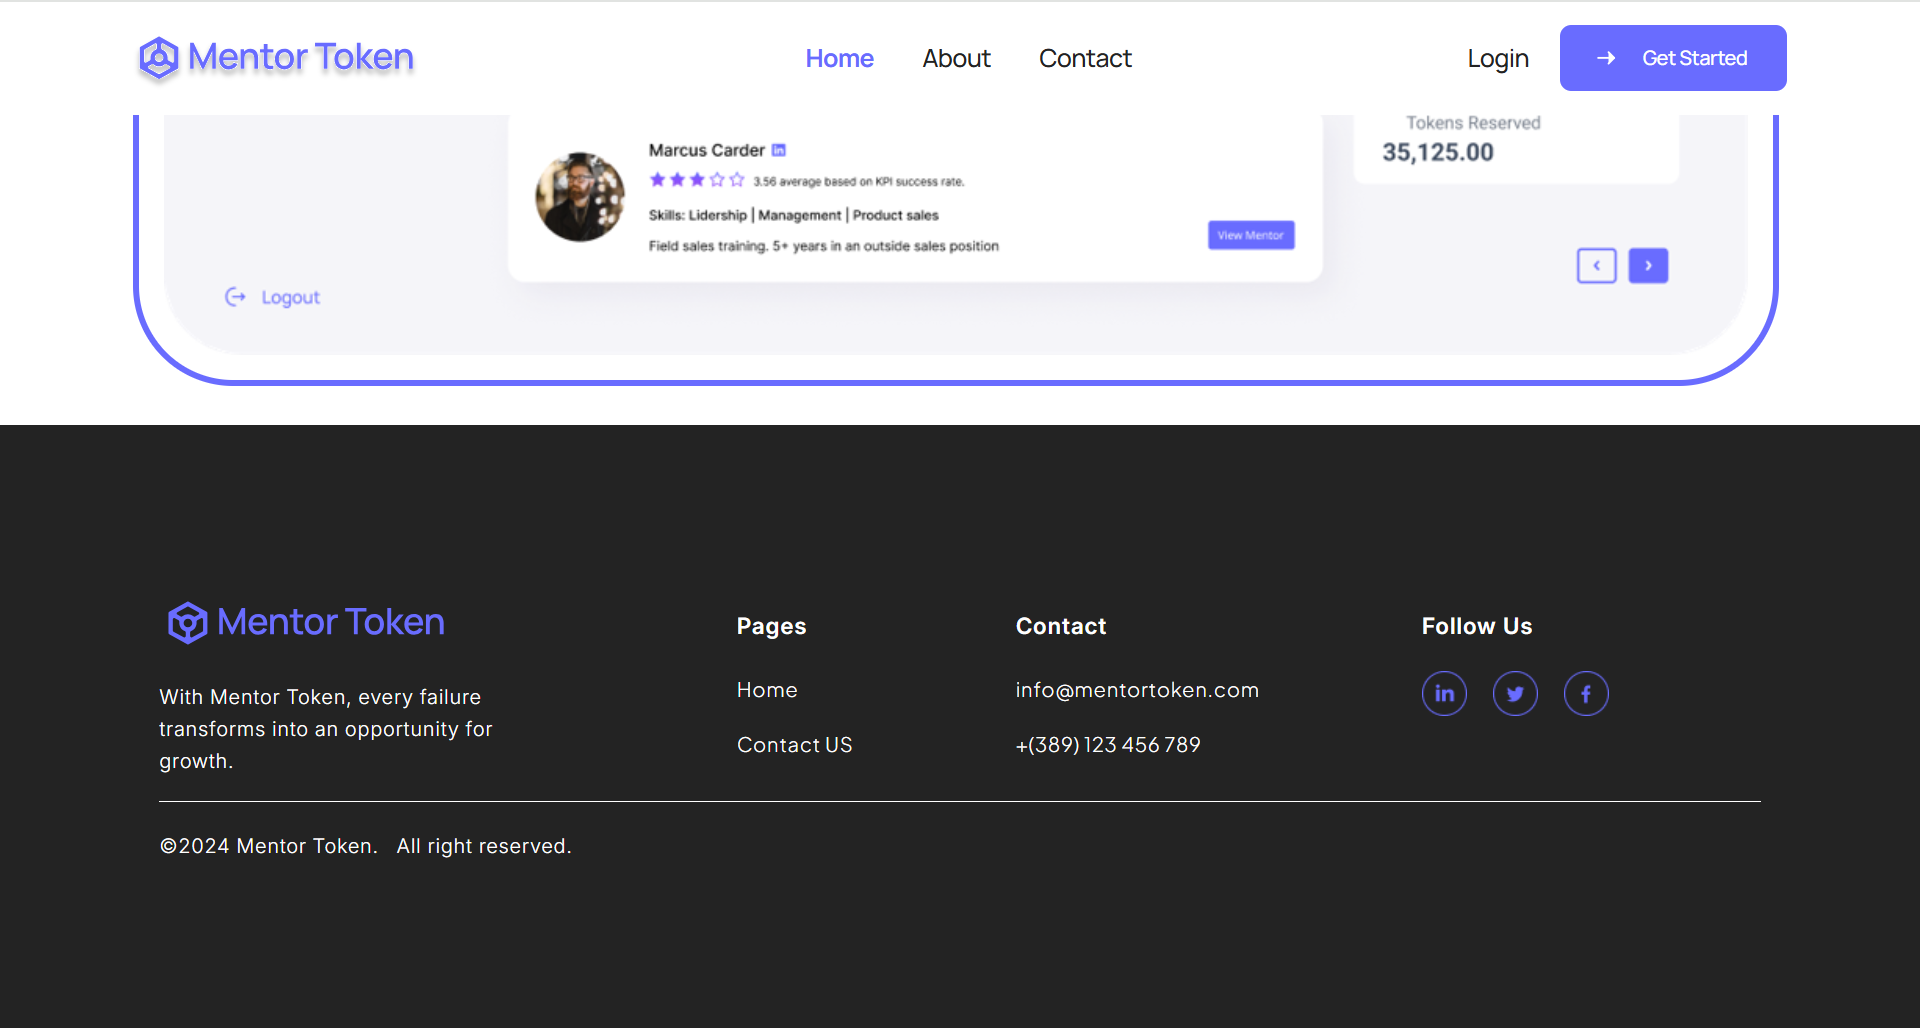 Mentor Token
Home
About
Contact
Login
Get Started
Tokens Reserved
35,125.00
Marcus Carder in
3.56 average based on KPI success rate.
Skills: Lidership | Management | Product sales
Field sales training. 5+ years in an outside sales position
View Mentor
Logout
Mentor Token
With Mentor Token, every failure
transforms into an opportunity for
growth.
Pages
Home
Contact US
Contact
info@mentortoken.com
+(389) 123 456 789
Follow Us
in
f
©2024 Mentor Token. All right reserved.